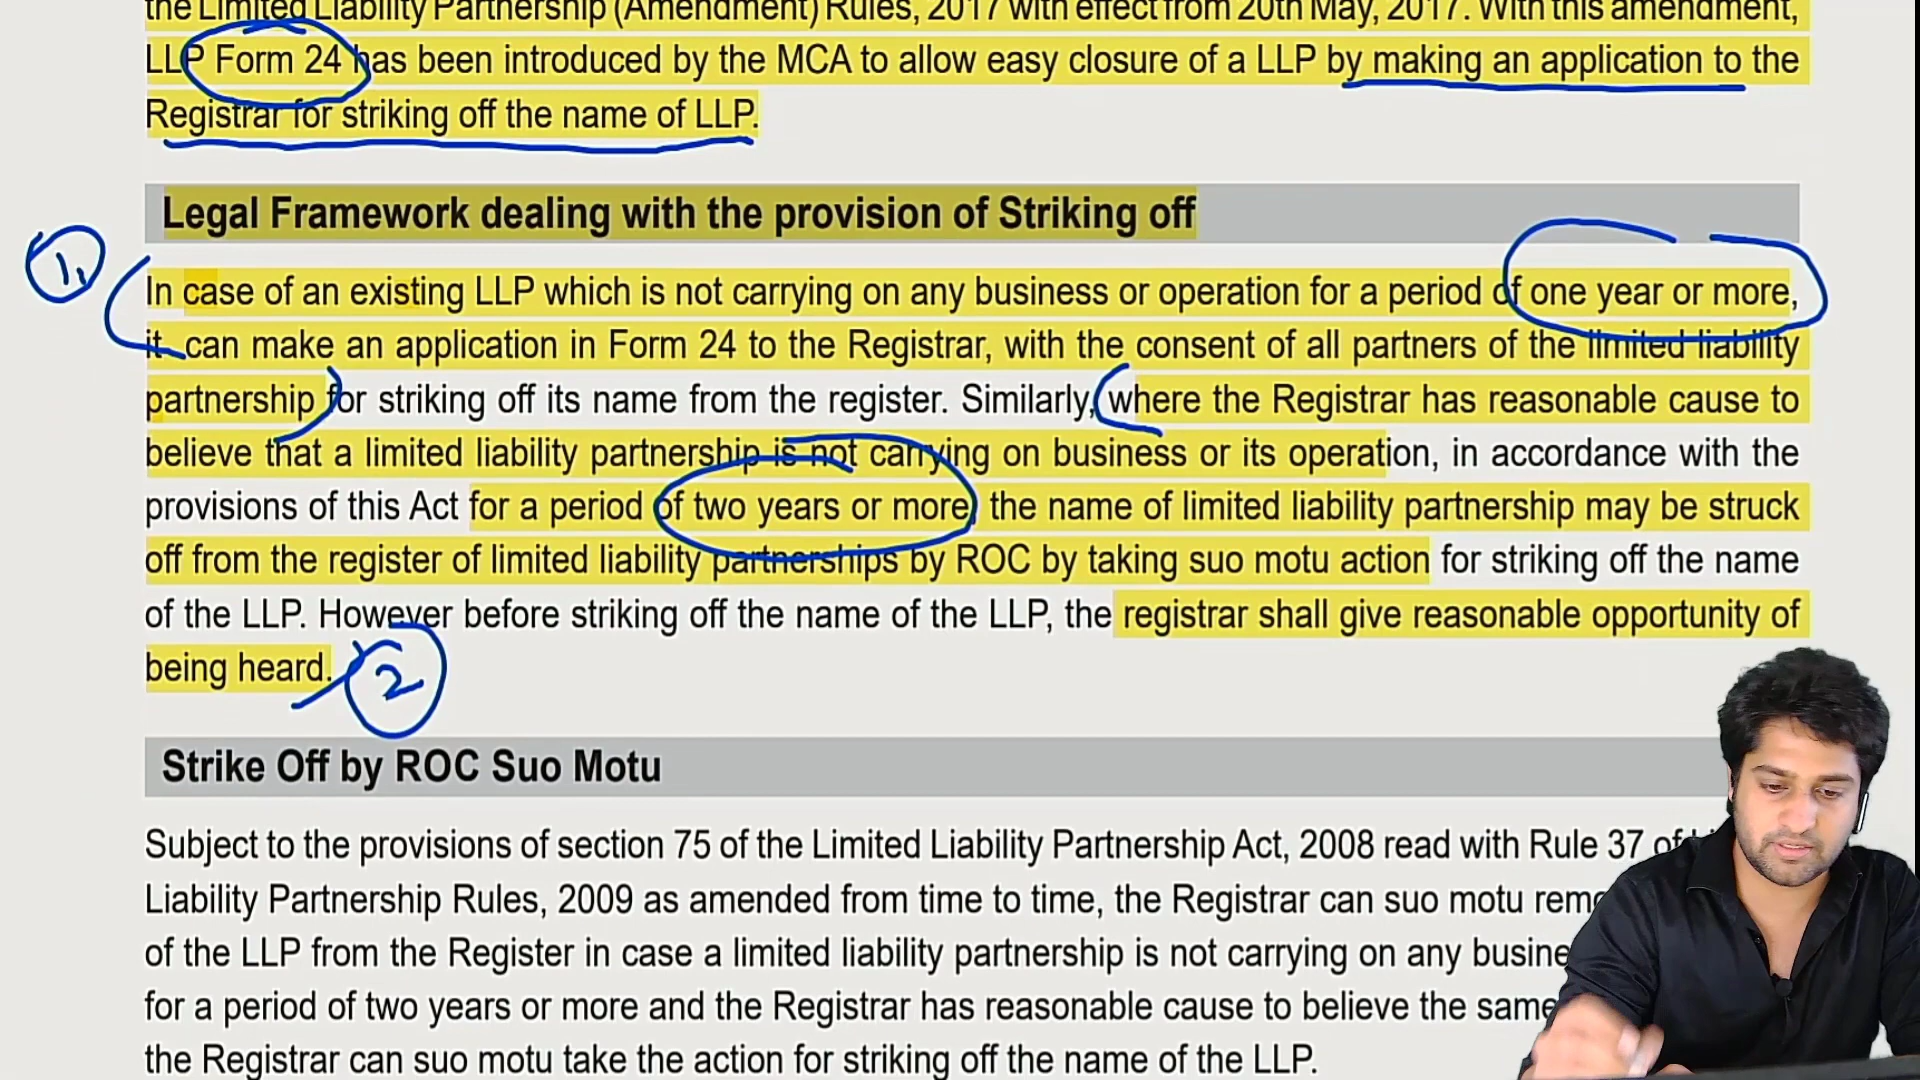 the Limited Liability Partnership (Amendment) Rules, 2017 with effect from 20th May, 2017. With this amendment,
LLP Form 24 has been introduced by the MCA to allow easy closure of a LLP by making an application to the
Registrar for striking off the name of LLP.
Legal Framework dealing with the provision of Striking off
1.
In case of an existing LLP which is not carrying on any business or operation for a period of one year or more,
it can make an application in Form 24 to the Registrar, with the consent of all partners of the limited liability
partnership for striking off its name from the register. Similarly, where the Registrar has reasonable cause to
believe that a limited liability partnership is not carrying on business or its operation, in accordance with the
provisions of this Act for a period of two years or more, the name of limited liability partnership may be struck
off from the register of limited liability partnerships by ROC by taking suo motu action for striking off the name
of the LLP. However before striking off the name of the LLP, the registrar shall give reasonable opportunity of
being heard.
2
Strike Off by ROC Suo Motu
Subject to the provisions of section 75 of the Limited Liability Partnership Act, 2008 read with Rule 37 of
Liability Partnership Rules, 2009 as amended from time to time, the Registrar can suo motu
of the LLP from the Register in case a limited liability partnership is not carrying on any
for a period of two years or more and the Registrar has reasonable cause to believe the same
the Registrar can suo motu take the action for striking off the name of the LLP.